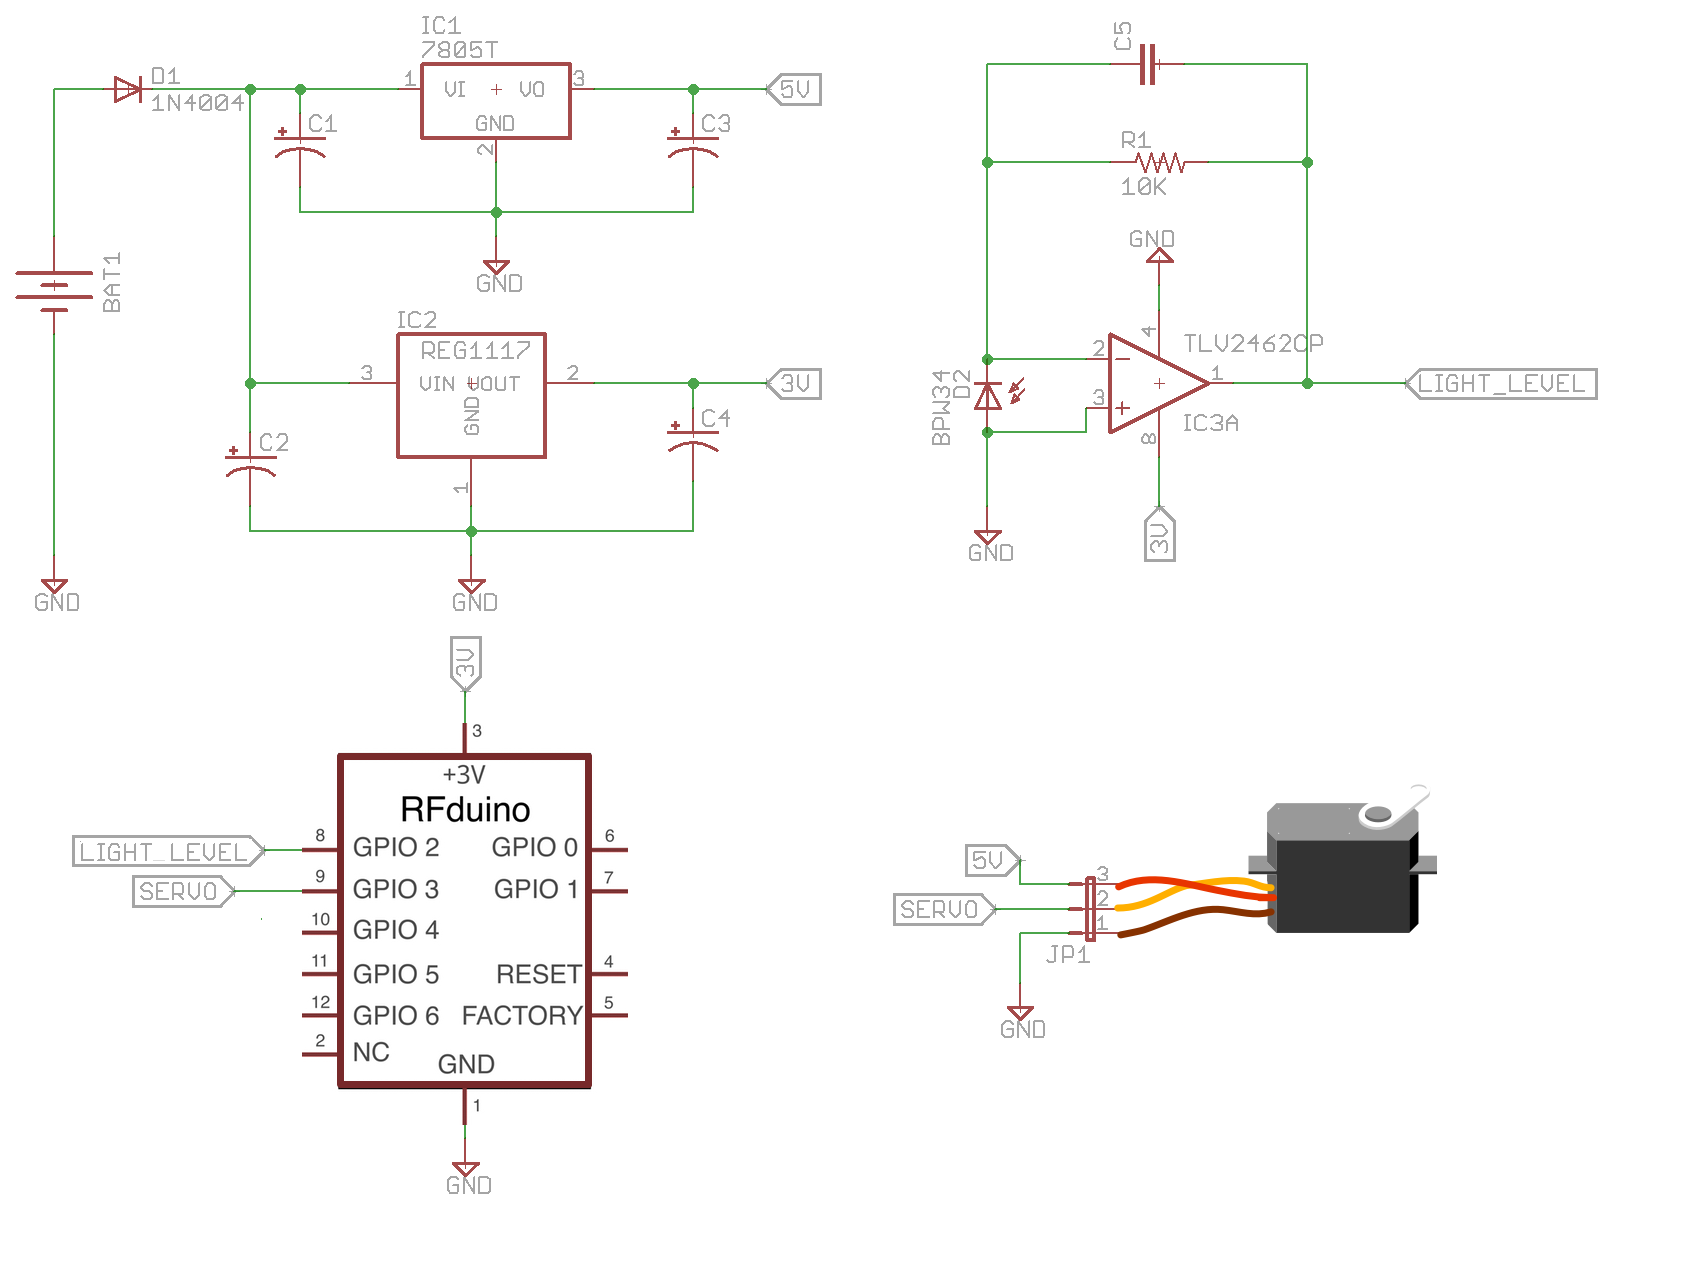 IC1
7805T
D1
1N4004
1
VI
VO
3
GND
2
5V
C1
C3
GND
BAT1
GND
IC2
REG1117
3
VIN
VOUT
2
GND
1
3V
C2
C4
GND
C5
R1
10K
GND
4
TLV2462CP
2
3
1
8
IC3A
LIGHT_LEVEL
BPW34
D2
GND
3V
3V
3
+3V
RFduino
LIGHT_LEVEL
8
GPIO 2
GPIO 0
6
SERVO
9
GPIO 3
GPIO 1
7
10
GPIO 4
11
GPIO 5
RESET
4
12
GPIO 6
FACTORY
5
2
NC
GND
1
GND
5V
SERVO
3
2
1
JP1
GND